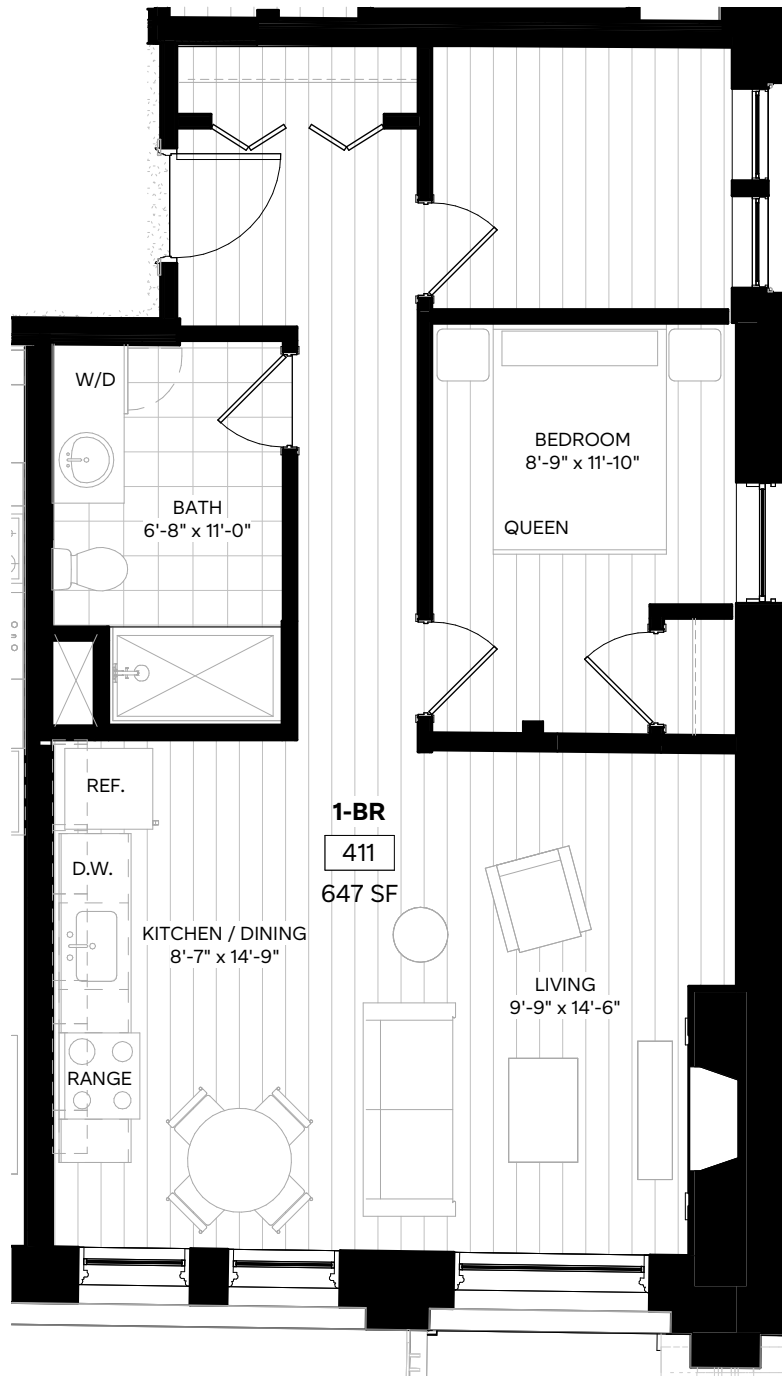 W/D
BATH
6'-8" x 11'-0"
BEDROOM
8'-9" x 11'-10"
QUEEN
REF.
D.W.
1-BR
411
647 SF
KITCHEN / DINING
8'-7" x 14'-9"
LIVING
9'-9" x 14'-6"
RANGE